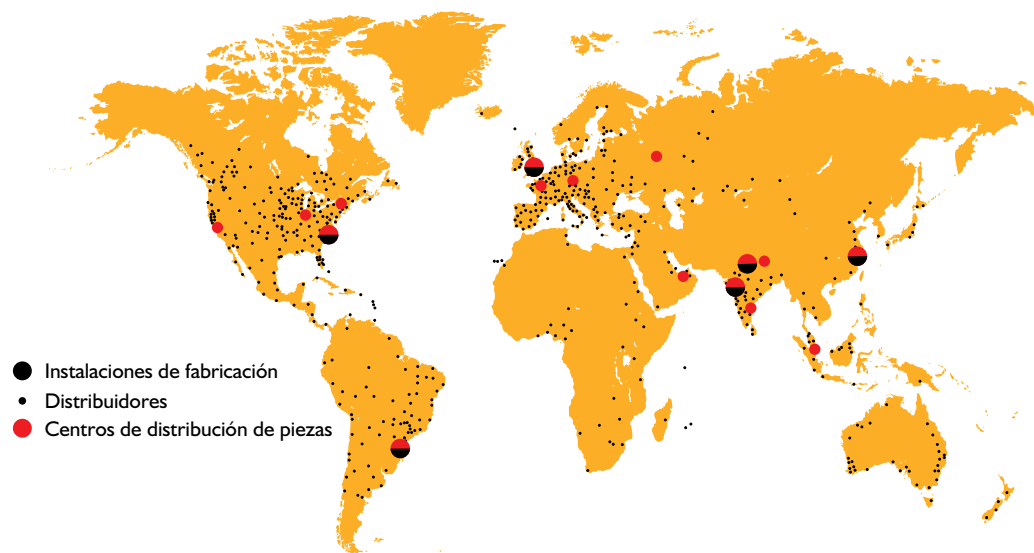 Instalaciones de fabricación
Distribuidores
Centros de distribución de piezas